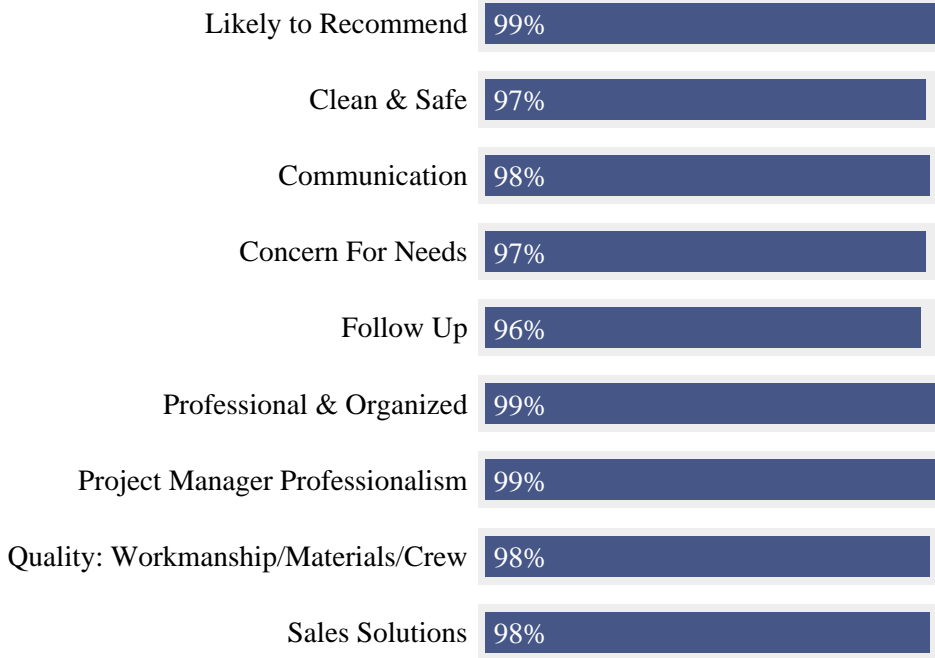 Likely to Recommend 99%
Clean & Safe 97%
Communication 98%
Concern For Needs 97%
Follow Up 96%
Professional & Organized 99%
Project Manager Professionalism 99%
Quality: Workmanship/Materials/Crew 98%
Sales Solutions 98%